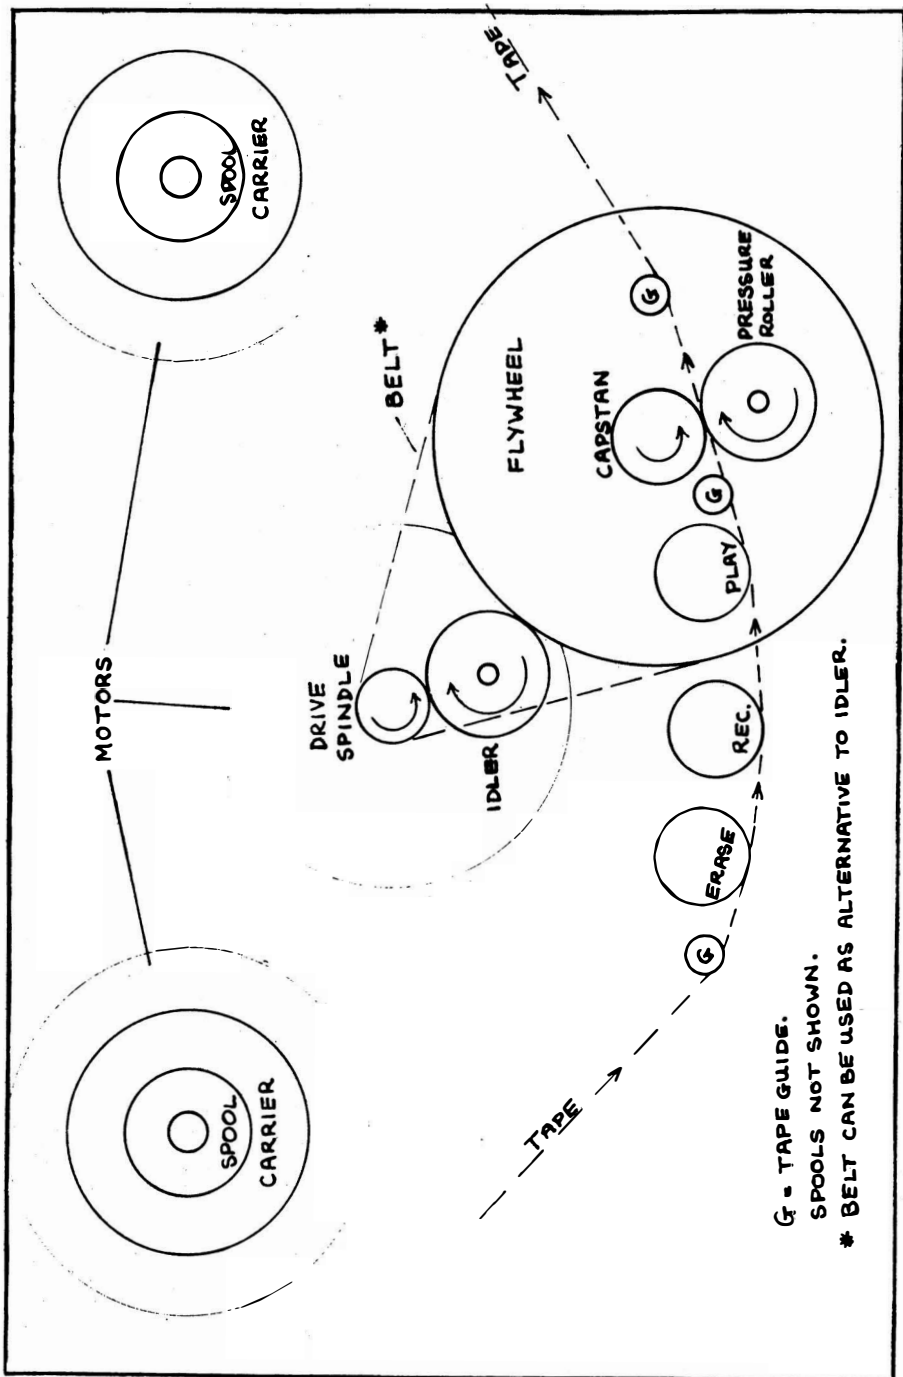 MOTORS
SPOOL
CARRIER
SPOOL
CARRIER
DRIVE
SPINDLE
BELT*
IDLER
FLYWHEEL
CAPSTAN
PRESSURE
ROLLER
TAPE
G
ERASE
REC.
PLAY
G
G
TAPE
G = TAPE GUIDE.
SPOOLS NOT SHOWN.
* BELT CAN BE USED AS ALTERNATIVE TO IDLER.